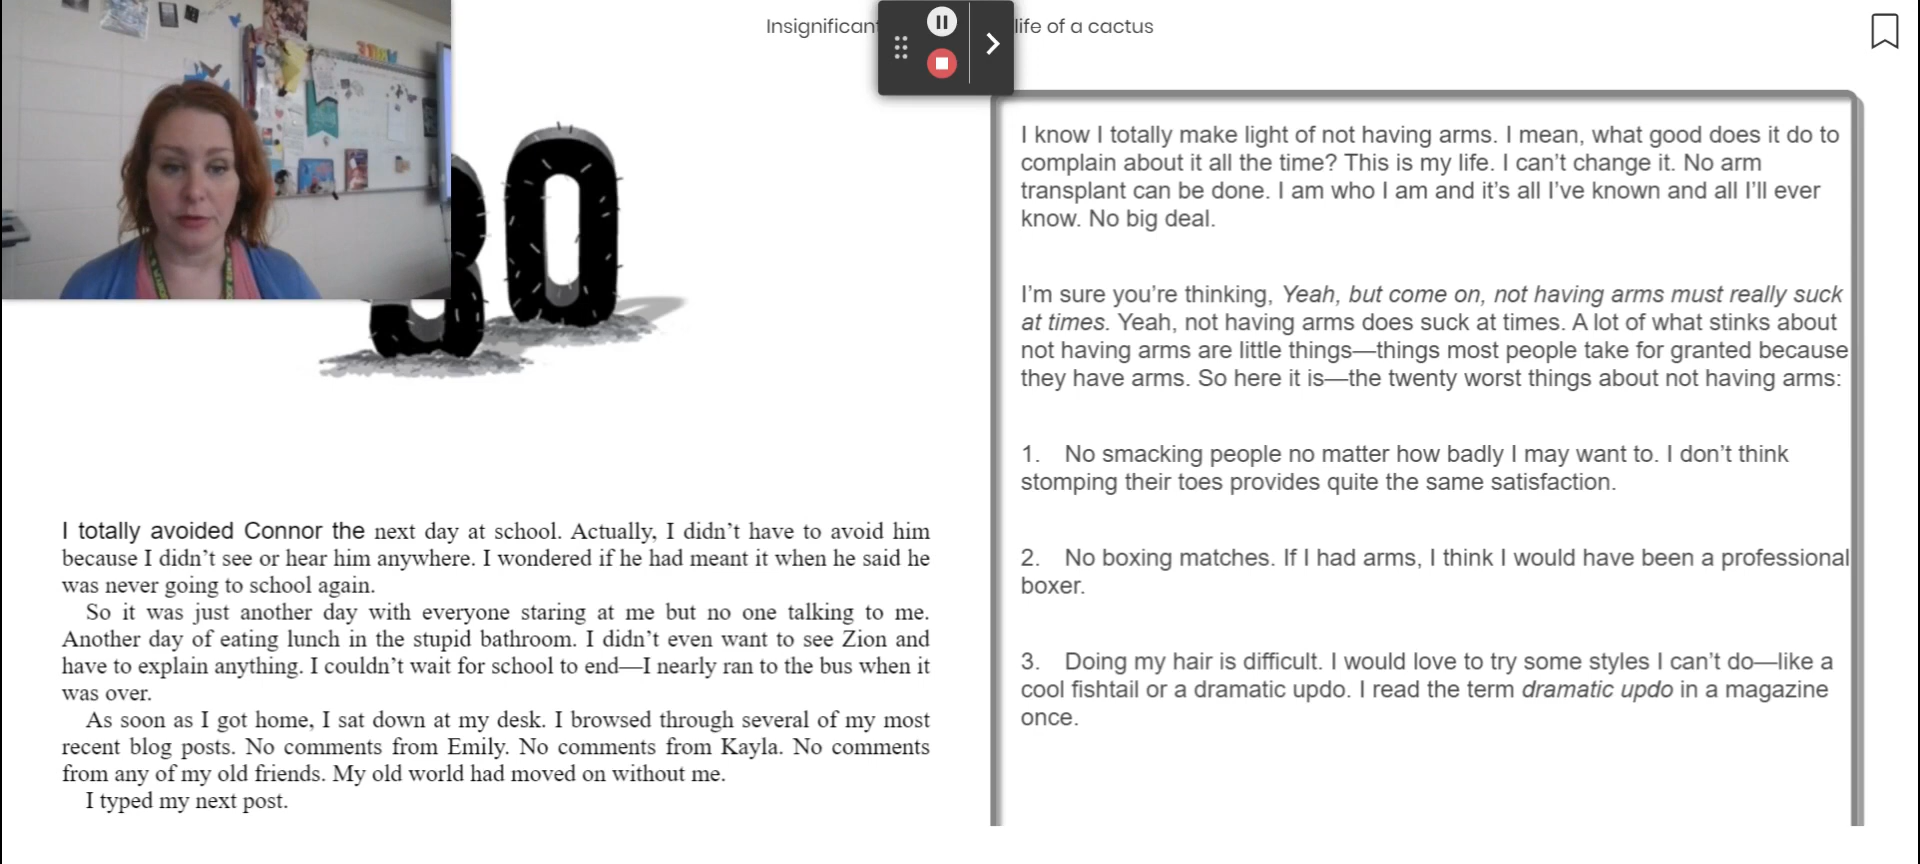 Insignificant life of a cactus
30
I totally avoided Connor the next day at school. Actually, I didn’t have to avoid him
because I didn’t see or hear him anywhere. I wondered if he had meant it when he said he
was never going to school again.
So it was just another day with everyone staring at me but no one talking to me.
Another day of eating lunch in the stupid bathroom. I didn’t even want to see Zion and
have to explain anything. I couldn’t wait for school to end—I nearly ran to the bus when it
was over.
As soon as I got home, I sat down at my desk. I browsed through several of my most
recent blog posts. No comments from Emily. No comments from Kayla. No comments
from any of my old friends. My old world had moved on without me.
I typed my next post.
I know I totally make light of not having arms. I mean, what good does it do to
complain about it all the time? This is my life. I can’t change it. No arm
transplant can be done. I am who I am and it’s all I’ve known and all I’ll ever
know. No big deal.
I’m sure you’re thinking, Yeah, but come on, not having arms must really suck
at times. Yeah, not having arms does suck at times. A lot of what stinks about
not having arms are little things—things most people take for granted because
they have arms. So here it is—the twenty worst things about not having arms:
1. No smacking people no matter how badly I may want to. I don’t think
stomping their toes provides quite the same satisfaction.
2. No boxing matches. If I had arms, I think I would have been a professional
boxer.
3. Doing my hair is difficult. I would love to try some styles I can’t do—like a
cool fishtail or a dramatic updo. I read the term dramatic updo in a magazine
once.